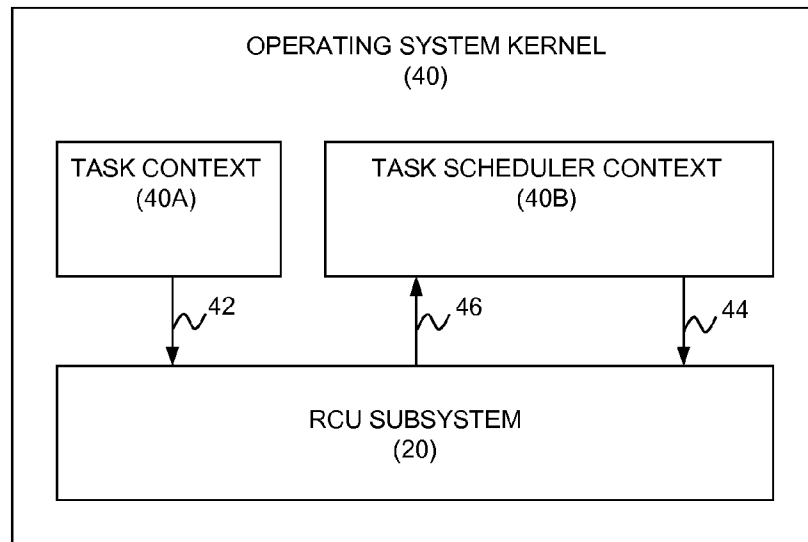 OPERATING SYSTEM KERNEL
(40)
TASK CONTEXT
(40A)
TASK SCHEDULER CONTEXT
(40B)
42
46
44
RCU SUBSYSTEM
(20)